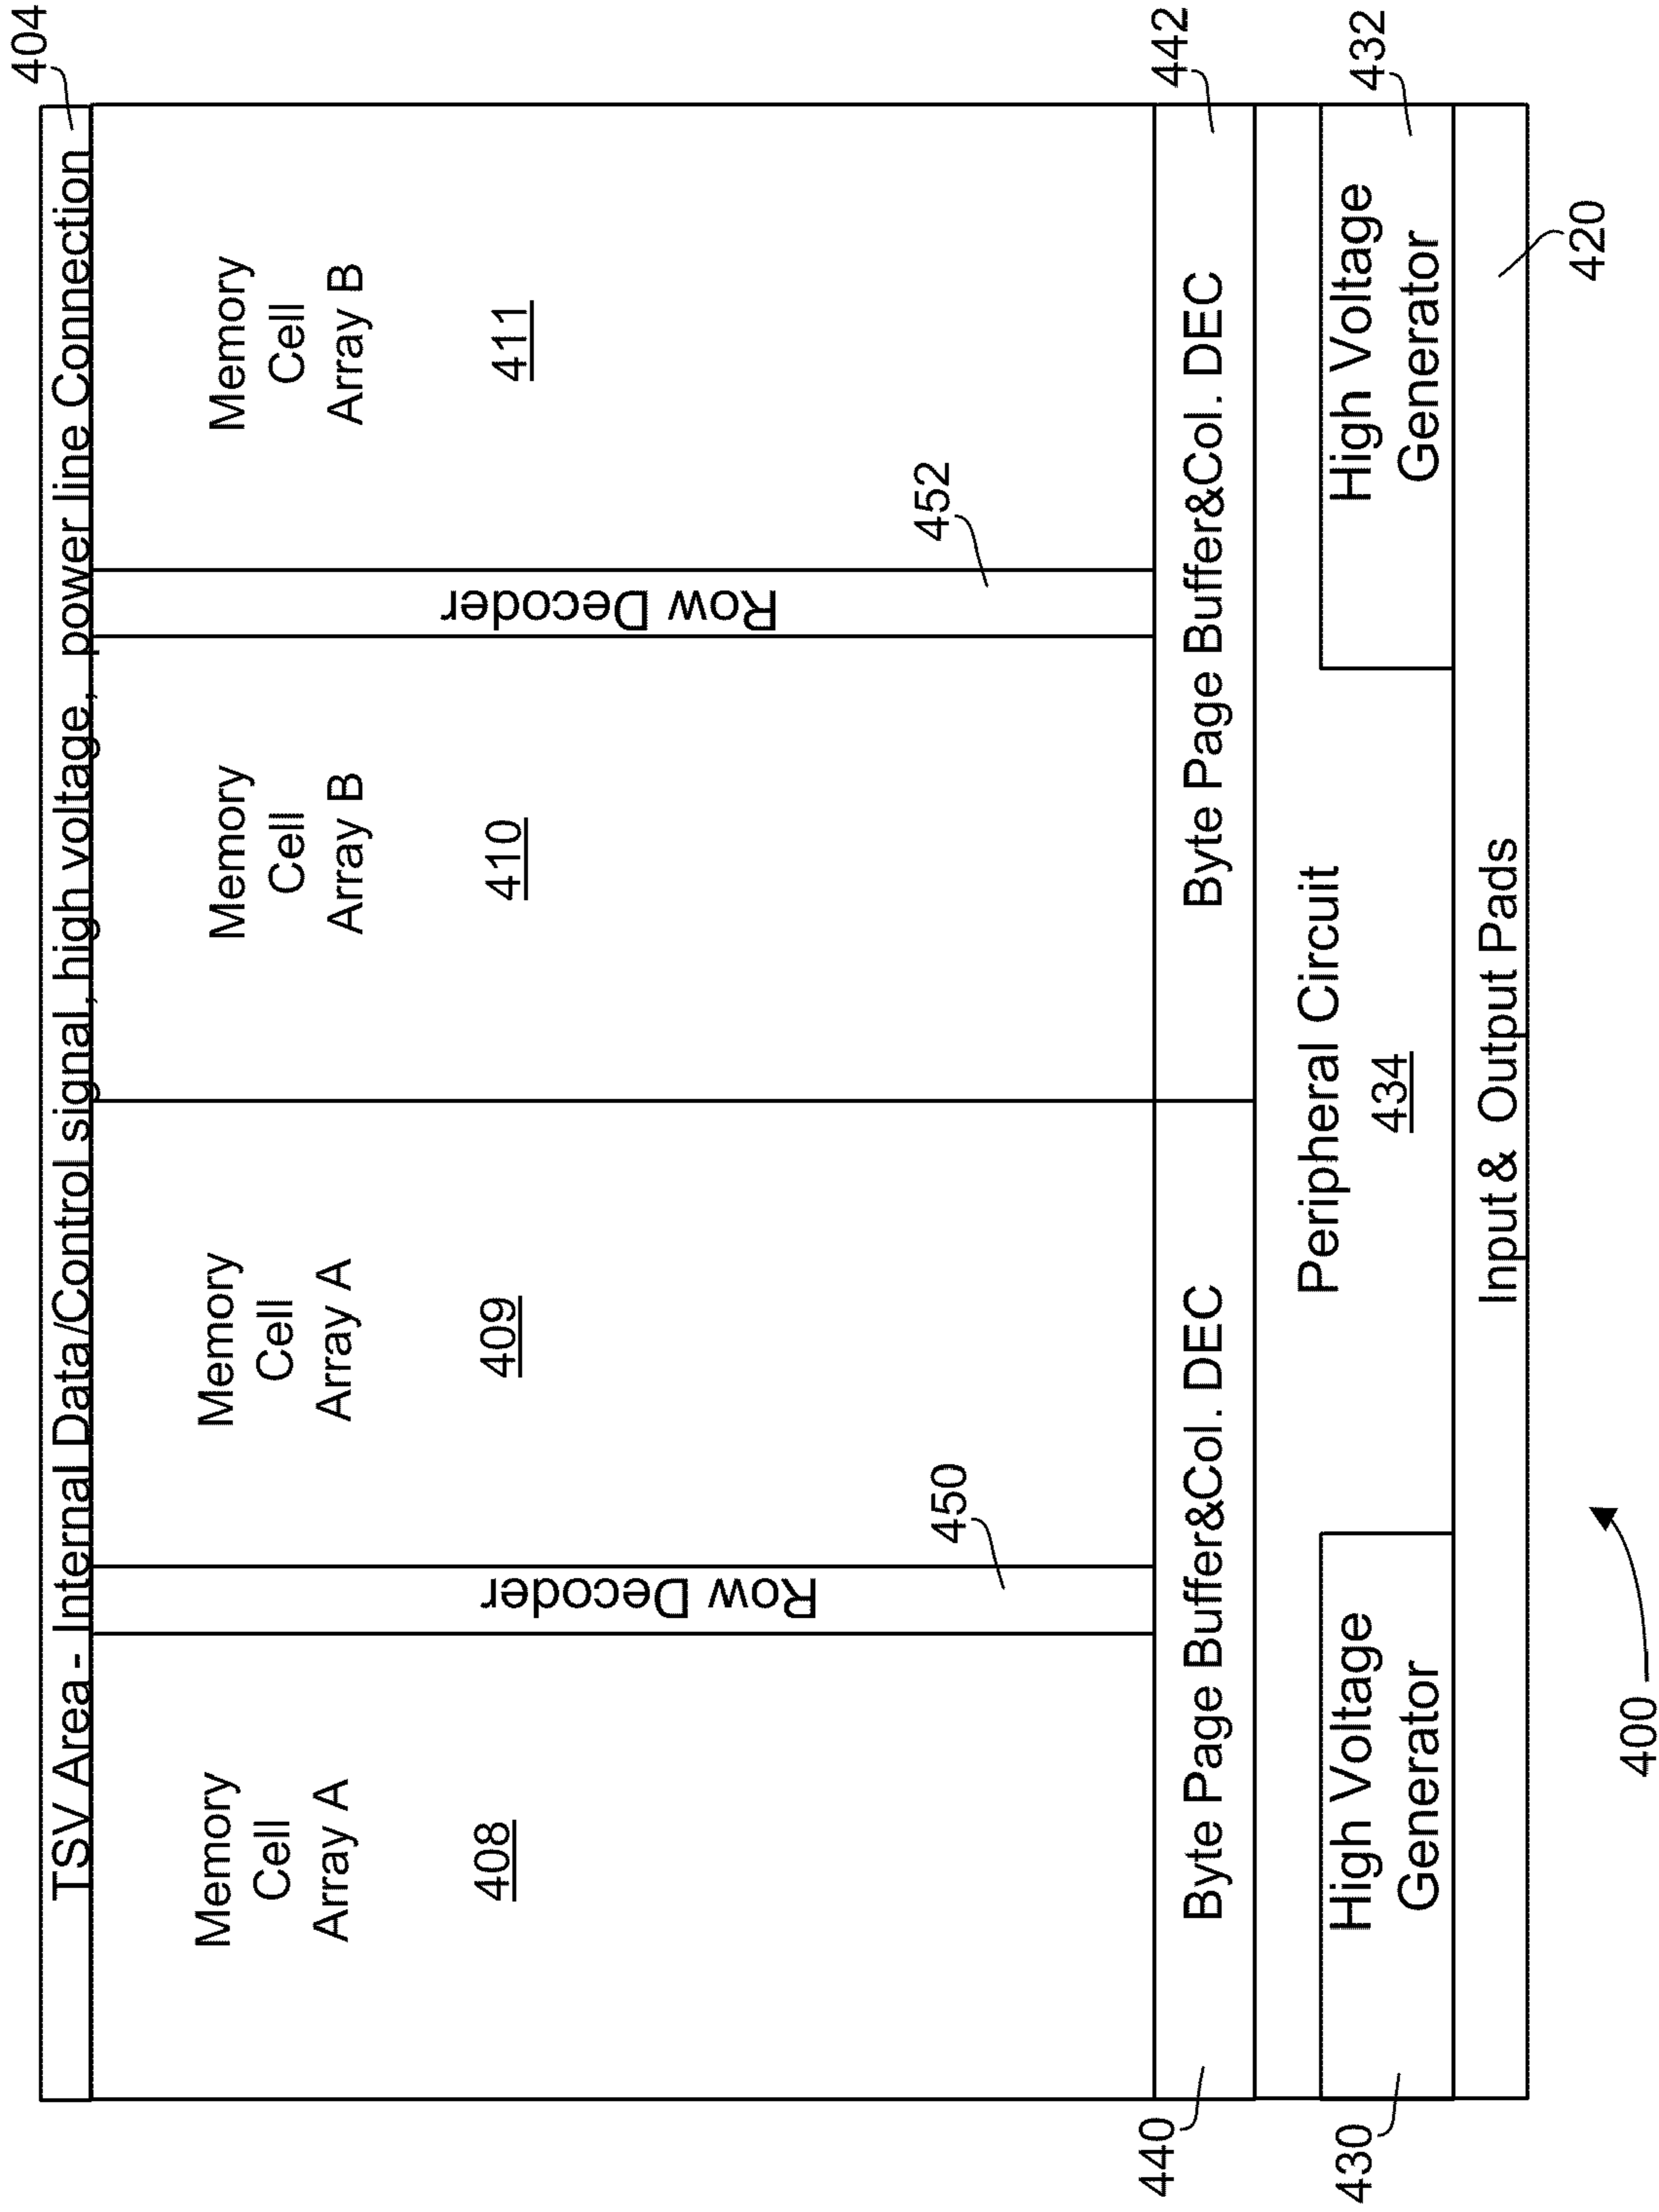 404
TSV Area - Internal Data/Control signal, high voltage, power line Connection
Memory
Cell
Array A
408
Row Decoder
450
Memory
Cell
Array A
409
Memory
Cell
Array B
410
Row Decoder
452
Memory
Cell
Array B
411
440
Byte Page Buffer&Col. DEC
Byte Page Buffer&Col. DEC
442
Peripheral Circuit
434
430
High Voltage
Generator
High Voltage
Generator
432
Input & Output Pads
420
400